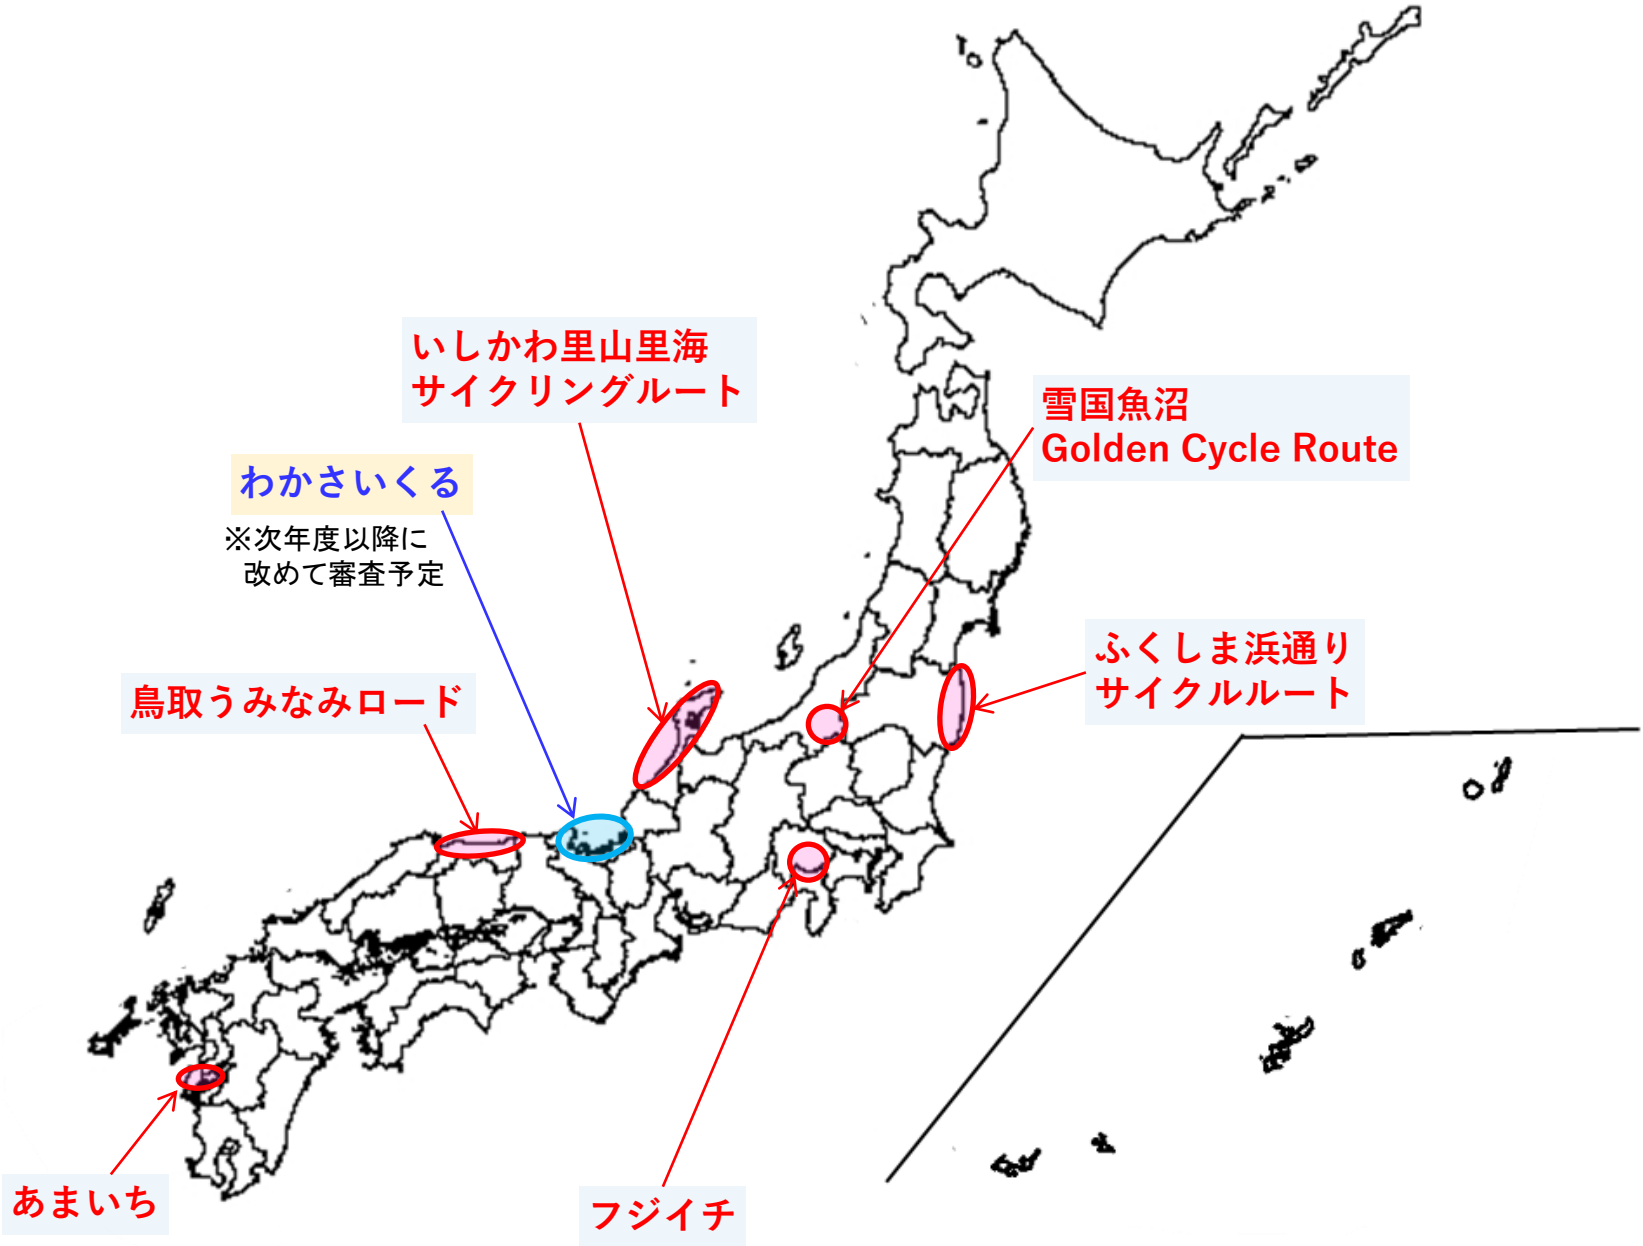 いしかわ里山里海
サイクリングルート
雪国魚沼
Golden Cycle Route
わかさいくる
※次年度以降に
改めて審査予定
ふくしま浜通り
サイクルルート
鳥取うみなみロード
あまいち
フジイチ